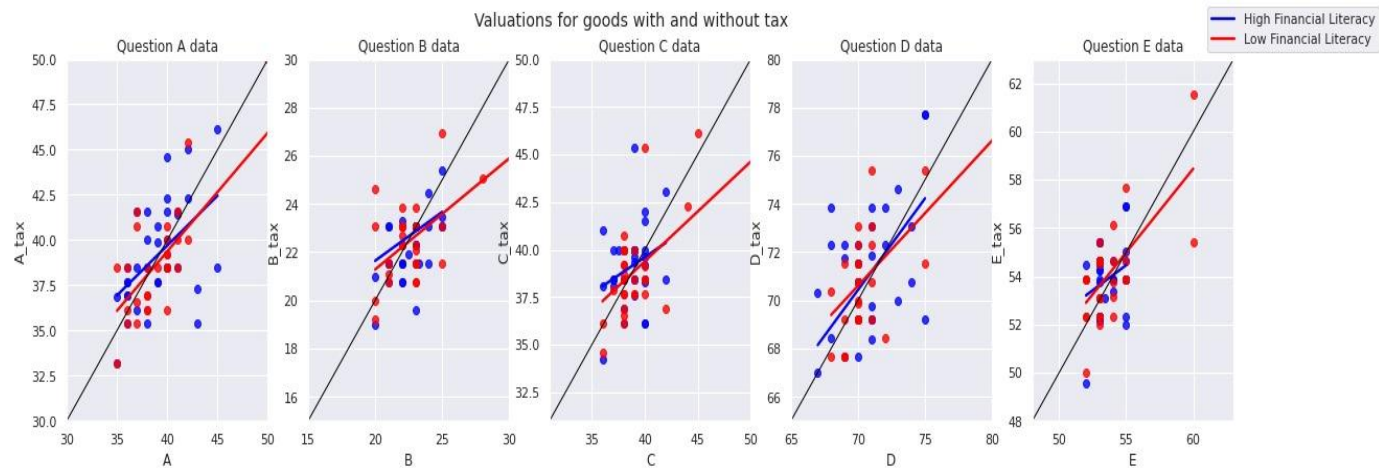 Valuations for goods with and without tax
High Financial Literacy
Low Financial Literacy
Question A data
Question B data
Question C data
Question D data
Question E data
50.0
47.5
45.0
42.5
40.0
37.5
35.0
32.5
30.0
A_tax
30 35 40 45 50
A
30
28
26
24
22
20
18
16
B_tax
15 20 25 30
B
50.0
47.5
45.0
42.5
40.0
37.5
35.0
32.5
C_tax
35 40 45 50
C
80
78
76
74
72
70
68
66
D_tax
65 70 75 80
D
62
60
58
56
54
52
50
48
E_tax
50 55 60
E